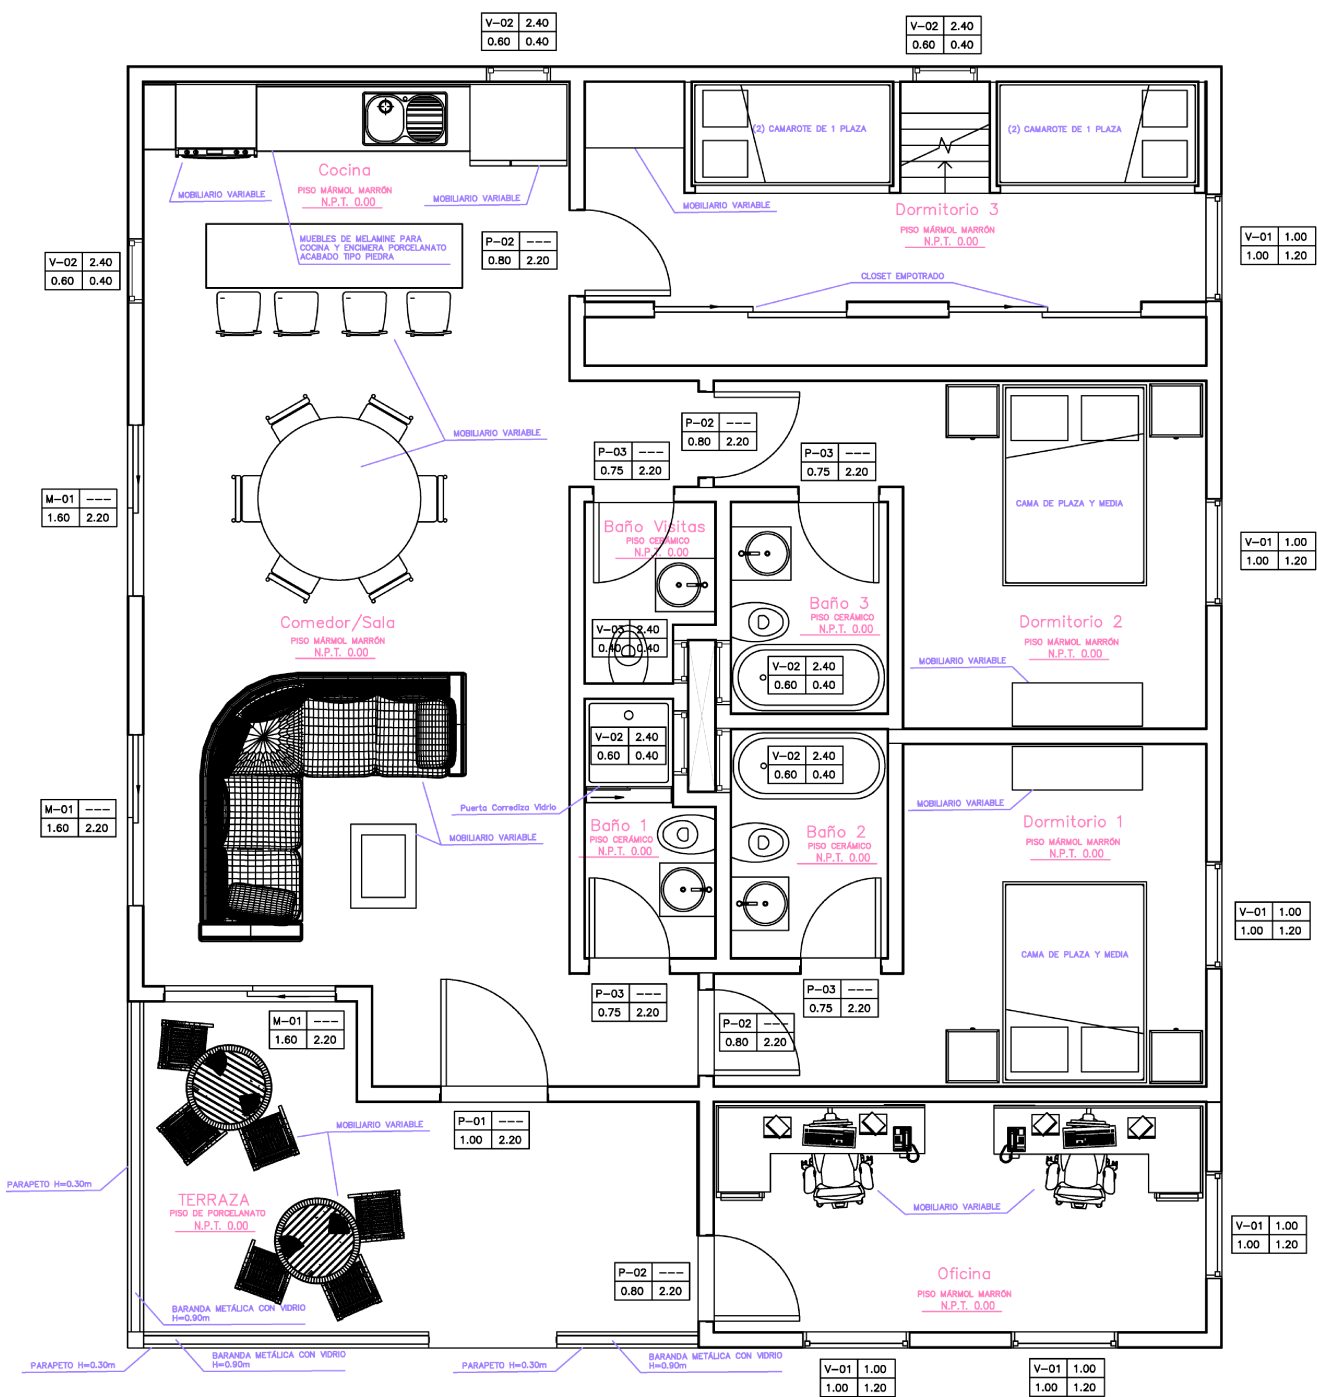 V-02 2.40
0.60 0.40
V-02 2.40
0.60 0.40
(2) CAMAROTE DE 1 PLAZA
(2) CAMAROTE DE 1 PLAZA
Cocina
PISO MÁRMOL MARRÓN
N.P.T. 0.00
MOBILIARIO VARIABLE
MOBILIARIO VARIABLE
MOBILIARIO VARIABLE
Dormitorio 3
PISO MÁRMOL MARRÓN
N.P.T. 0.00
MUEBLES DE MELAMINE PARA
COCINA Y ENCIMERA PORCELANATO
ACABADO TIPO PIEDRA
P-02 ---
0.80 2.20
V-01 1.00
1.00 1.20
V-02 2.40
0.60 0.40
CLOSET EMPOTRADO
MOBILIARIO VARIABLE
P-02 ---
0.80 2.20
P-03 ---
0.75 2.20
P-03 ---
0.75 2.20
M-01 ---
1.60 2.20
CAMA DE PLAZA Y MEDIA
V-01 1.00
1.00 1.20
Baño Visitas
PISO CERÁMICO
N.P.T. 0.00
Baño 3
PISO CERÁMICO
N.P.T. 0.00
Comedor/Sala
PISO MÁRMOL MARRÓN
N.P.T. 0.00
V-03 2.40
0.40 0.40
Dormitorio 2
PISO MÁRMOL MARRÓN
N.P.T. 0.00
MOBILIARIO VARIABLE
V-02 2.40
0.60 0.40
V-02 2.40
0.60 0.40
V-02 2.40
0.60 0.40
M-01 ---
1.60 2.20
Puerta Corrediza Vidrio
MOBILIARIO VARIABLE
MOBILIARIO VARIABLE
Baño 1
PISO CERÁMICO
N.P.T. 0.00
Baño 2
PISO CERÁMICO
N.P.T. 0.00
Dormitorio 1
PISO MÁRMOL MARRÓN
N.P.T. 0.00
V-01 1.00
1.00 1.20
CAMA DE PLAZA Y MEDIA
P-03 ---
0.75 2.20
P-03 ---
0.75 2.20
M-01 ---
1.60 2.20
P-02 ---
0.80 2.20
P-01 ---
1.00 2.20
MOBILIARIO VARIABLE
PARAPETO H=0.30m
TERRAZA
PISO DE PORCELANATO
N.P.T. 0.00
MOBILIARIO VARIABLE
V-01 1.00
1.00 1.20
P-02 ---
0.80 2.20
Oficina
PISO MÁRMOL MARRÓN
N.P.T. 0.00
BARANDA METÁLICA CON VIDRIO
H=0.90m
PARAPETO H=0.30m
BARANDA METÁLICA CON VIDRIO
H=0.90m
PARAPETO H=0.30m
BARANDA METÁLICA CON VIDRIO
H=0.90m
V-01 1.00
1.00 1.20
V-01 1.00
1.00 1.20